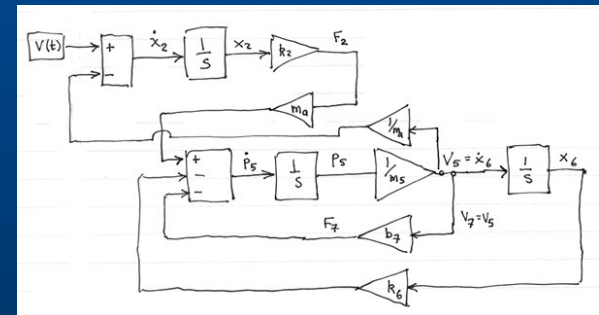 V(t)
+
−
ẋ₂
1/S
x₂
k₂
F₂
mₐ
1/mₐ
+
−
−
ṗ₅
1/S
P₅
1/m₅
V₅ = ẋ₆
1/S
x₆
F₇
b₇
V₇ = V₅
k₆